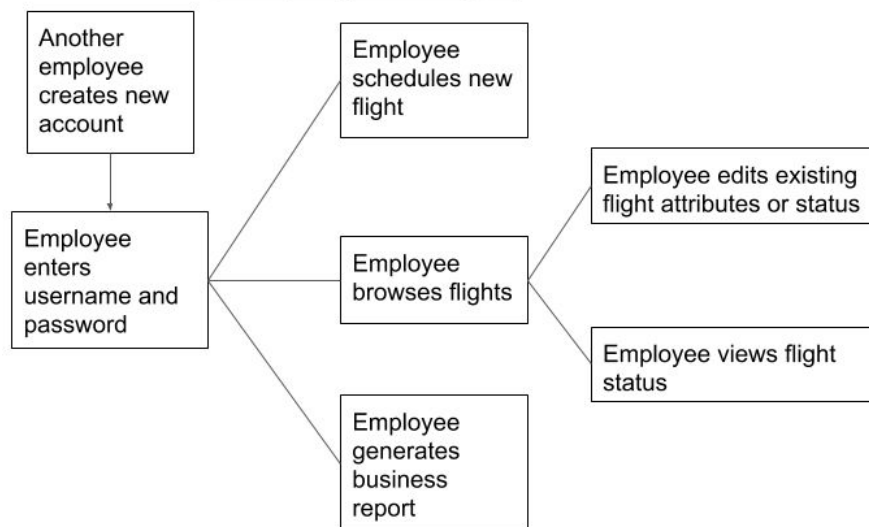 Another
employee
creates new
account
Employee
enters
username and
password
Employee
schedules new
flight
Employee
browses flights
Employee
generates
business
report
Employee edits existing
flight attributes or status
Employee views flight
status